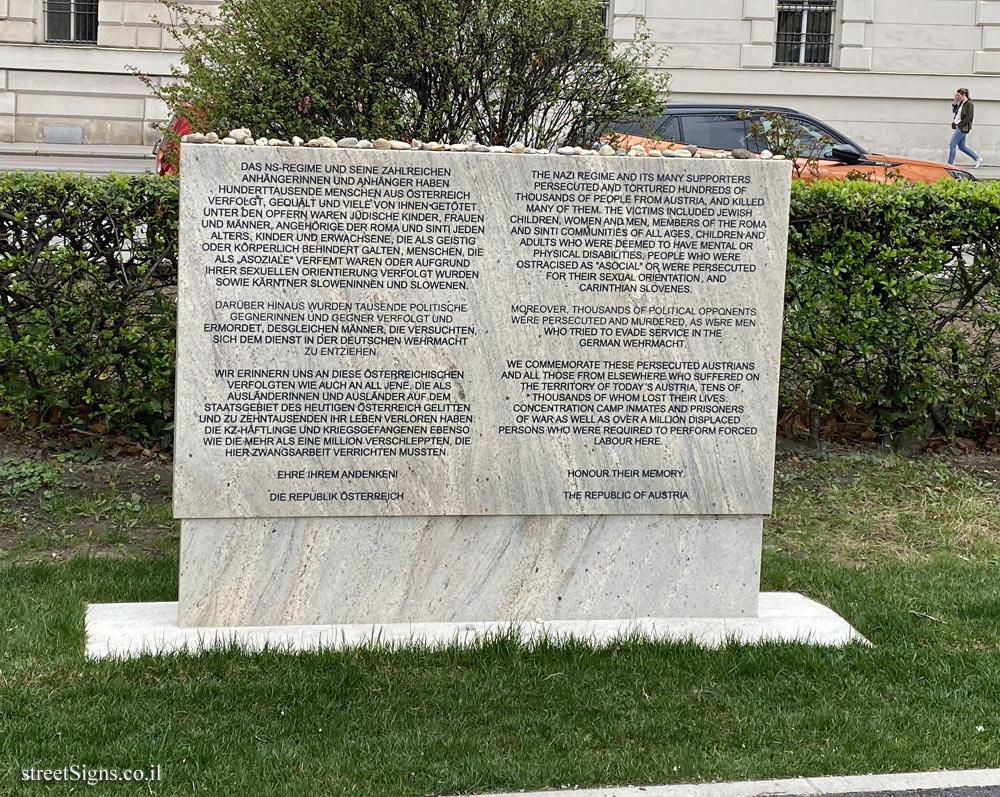 DAS NS-REGIME UND SEINE ZAHLREICHEN
ANHÄNGERINNEN UND ANHÄNGER HABEN
HUNDERTTAUSENDE MENSCHEN AUS ÖSTERREICH
VERFOLGT, GEQUÄLT UND VIELE VON IHNEN GETÖTET.
UNTER DEN OPFERN WAREN JÜDISCHE KINDER, FRAUEN
UND MÄNNER, ANGEHÖRIGE DER ROMA UND SINTI JEDEN
ALTERS, KINDER UND ERWACHSENE, DIE ALS GEISTIG
ODER KÖRPERLICH BEHINDERT GALTEN, MENSCHEN, DIE
ALS „ASOZIALE" VERFEMT WAREN ODER AUFGRUND
IHRER SEXUELLEN ORIENTIERUNG VERFOLGT WURDEN
SOWIE KÄRNTNER SLOWENINNEN UND SLOWENEN.
DARÜBER HINAUS WURDEN TAUSENDE POLITISCHE
GEGNERINNEN UND GEGNER VERFOLGT UND
ERMORDET, DESGLEICHEN MÄNNER, DIE VERSUCHTEN,
SICH DEM DIENST IN DER DEUTSCHEN WEHRMACHT
ZU ENTZIEHEN.
WIR ERINNERN UNS AN DIESE ÖSTERREICHISCHEN
VERFOLGTEN WIE AUCH AN ALL JENE, DIE ALS
AUSLÄNDERINNEN UND AUSLÄNDER AUF DEM
STAATSGEBIET DES HEUTIGEN ÖSTERREICH GELITTEN
UND ZU ZEHNTAUSENDEN IHR LEBEN VERLOREN HABEN:
DIE KZ-HÄFTLINGE UND KRIEGSGEFANGENEN EBENSO
WIE DIE MEHR ALS EINE MILLION VERSCHLEPPTEN, DIE
HIER ZWANGSARBEIT VERRICHTEN MUSSTEN.
EHRE IHREM ANDENKEN!
DIE REPUBLIK ÖSTERREICH
THE NAZI REGIME AND ITS MANY SUPPORTERS
PERSECUTED AND TORTURED HUNDREDS OF
THOUSANDS OF PEOPLE FROM AUSTRIA, AND KILLED
MANY OF THEM. THE VICTIMS INCLUDED JEWISH
CHILDREN, WOMEN AND MEN, MEMBERS OF THE ROMA
AND SINTI COMMUNITIES OF ALL AGES, CHILDREN AND
ADULTS WHO WERE DEEMED TO HAVE MENTAL OR
PHYSICAL DISABILITIES, PEOPLE WHO WERE
OSTRACISED AS "ASOCIAL" OR WERE PERSECUTED
FOR THEIR SEXUAL ORIENTATION, AND
CARINTHIAN SLOVENES.
MOREOVER, THOUSANDS OF POLITICAL OPPONENTS
WERE PERSECUTED AND MURDERED, AS WERE MEN
WHO TRIED TO EVADE SERVICE IN THE
GERMAN WEHRMACHT.
WE COMMEMORATE THESE PERSECUTED AUSTRIANS
AND ALL THOSE FROM ELSEWHERE WHO SUFFERED ON
THE TERRITORY OF TODAY'S AUSTRIA, TENS OF
THOUSANDS OF WHOM LOST THEIR LIVES:
CONCENTRATION CAMP INMATES AND PRISONERS
OF WAR AS WELL AS OVER A MILLION DISPLACED
PERSONS WHO WERE REQUIRED TO PERFORM FORCED
LABOUR HERE.
HONOUR THEIR MEMORY.
THE REPUBLIC OF AUSTRIA
streetSigns.co.il